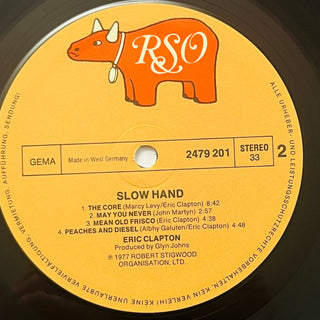 RSO
GEMA
Made in West Germany
2479 201
STEREO
33
2
SLOW HAND
1. THE CORE (Marcy Levy/Eric Clapton) 8:42
2. MAY YOU NEVER (John Martyn) 2:57
3. MEAN OLD FRISCO (Eric Clapton) 4:38
4. PEACHES AND DIESEL (Albhy Galuten/Eric Clapton) 4:48
ERIC CLAPTON
Produced by Glyn Johns
℗ 1977 ROBERT STIGWOOD
ORGANISATION, LTD.
ALLE URHEBER- UND LEISTUNGSSCHUTZRECHTE VORBEHALTEN. KEIN VERLEIH! KEINE UNERLAUBTE VERVIELFÄLTIGUNG, VERMIETUNG, AUFFÜHRUNG, SENDUNG!